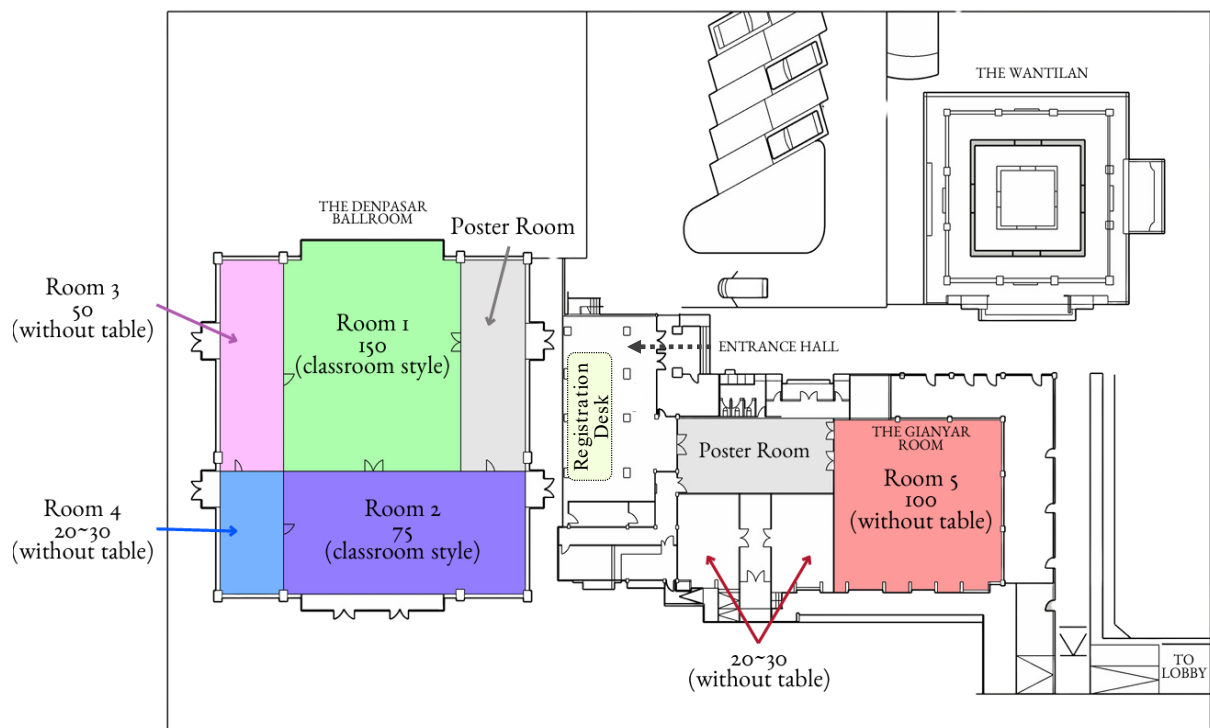 THE WANTILAN
THE DENPASAR
BALLROOM
Poster Room
Room 3
50
(without table)
Room 1
150
(classroom style)
ENTRANCE HALL
Registration
Desk
THE GIANYAR
ROOM
Poster Room
Room 5
100
(without table)
Room 4
20~30
(without table)
Room 2
75
(classroom style)
20~30
(without table)
TO
LOBBY